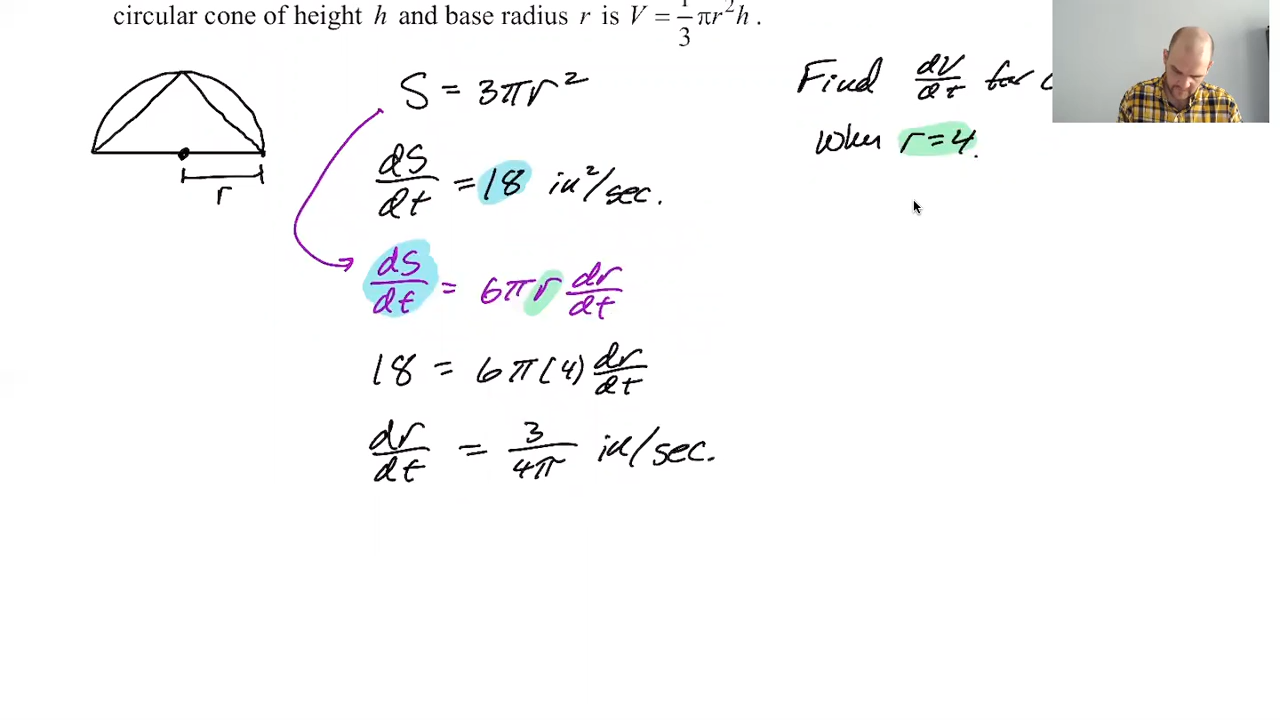 circular cone of height h and base radius r is V = 1/3 πr²h .
S = 3πr²
dS/dt = 18 in²/sec.
dS/dt = 6πr dr/dt
18 = 6π(4) dr/dt
dr/dt = 3/4π in/sec.
r
Find dV/dt for
when r=4.